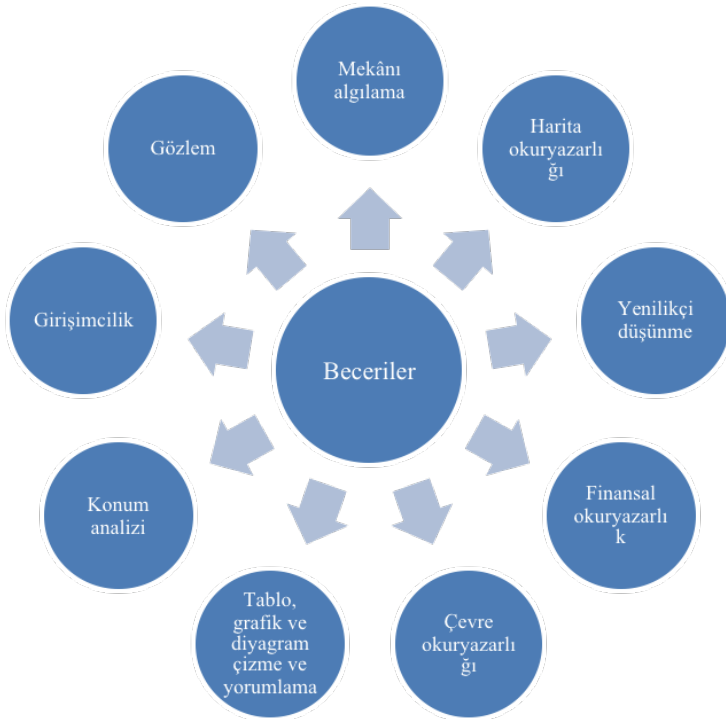 Mekânı
algılama
Harita
okuryazarlı
ğı
Yenilikçi
düşünme
Finansal
okuryazarlı
k
Çevre
okuryazarlı
ğı
Tablo,
grafik ve
diyagram
çizme ve
yorumlama
Konum
analizi
Girişimcilik
Gözlem
Beceriler